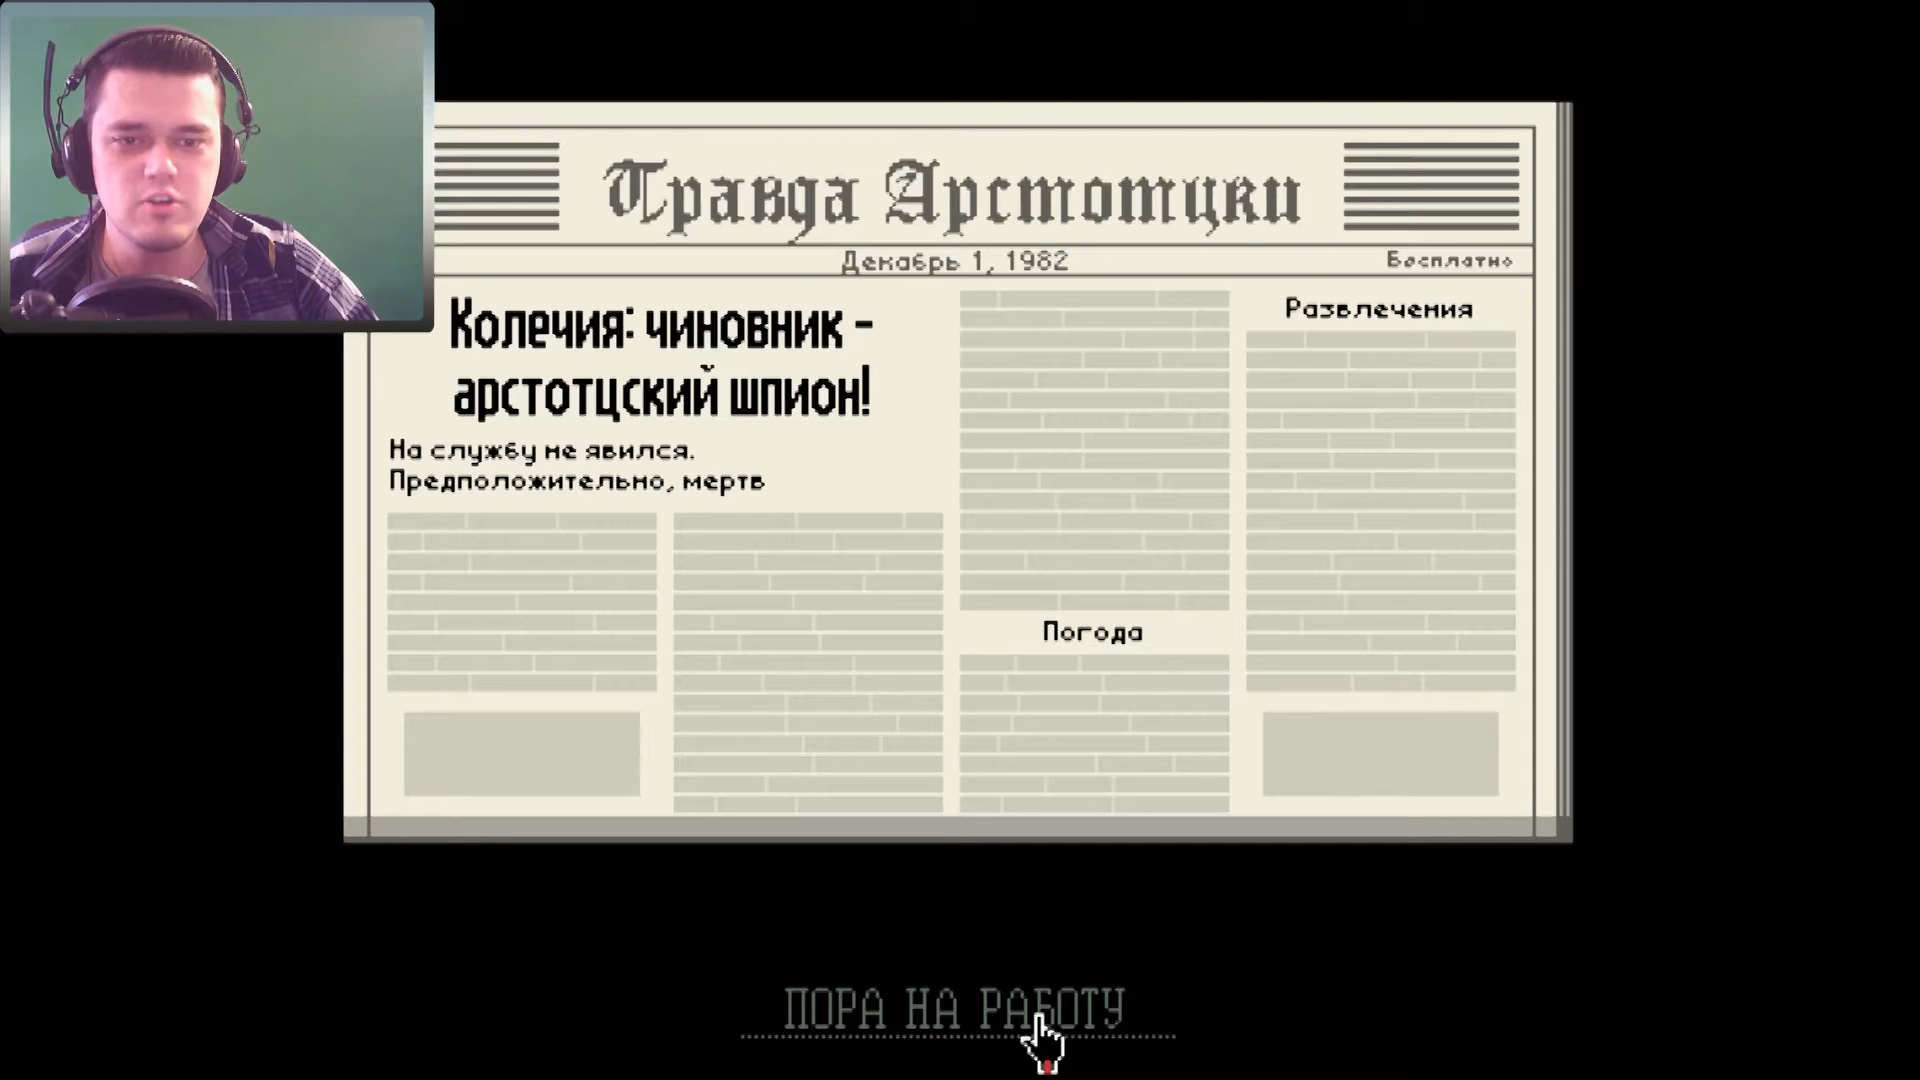 Правда Арстотцки
Декабрь 1, 1982
Бесплатно
Колечия: чиновник -
арстотцский шпион!
На службу не явился.
Предположительно, мертв
Погода
Развлечения
ПОРА НА РАБОТУ